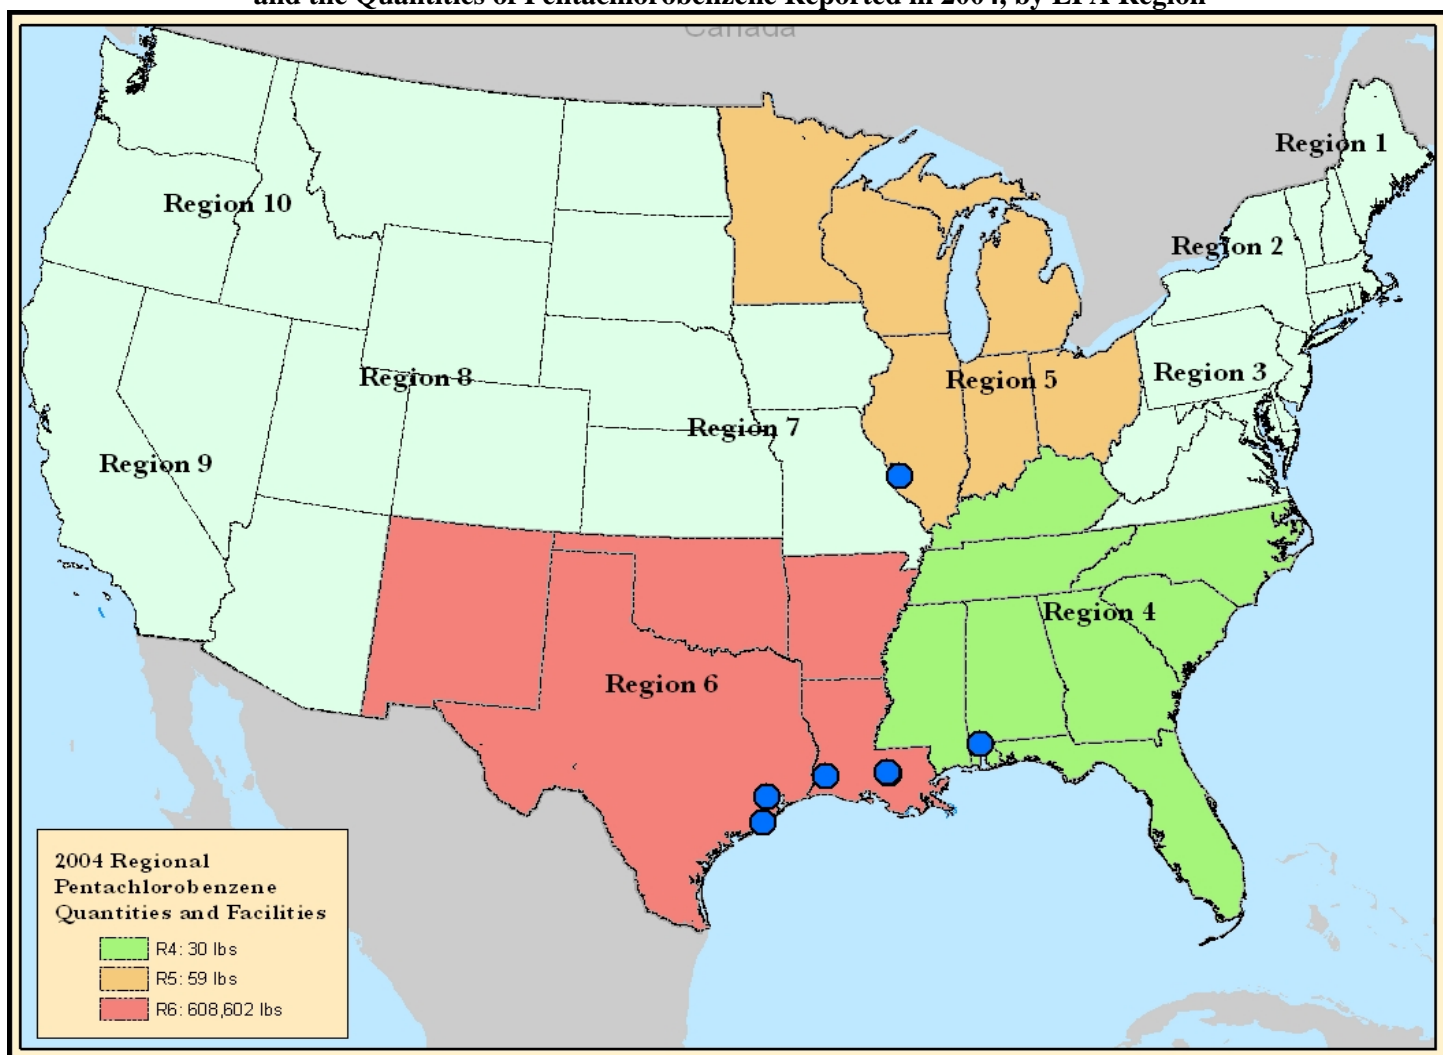 and the Quantities of Pentachlorobenzene Reported in 2004, by EPA Region
Canada
Region 1
Region 10
Region 2
Region 8
Region 5
Region 3
Region 7
Region 9
Region 4
Region 6
2004 Regional
Pentachlorobenzene
Quantities and Facilities
R4: 30 lbs
R5: 59 lbs
R6: 608,602 lbs